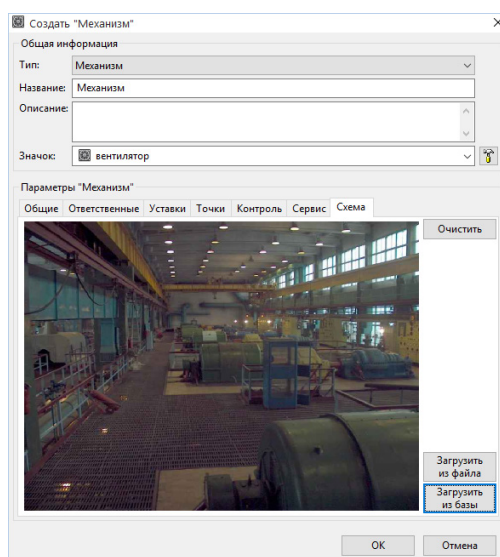 Создать "Механизм"
Общая информация
Тип: Механизм
Название: Механизм
Описание:
Значок: вентилятор
Параметры "Механизм"
Общие Ответственные Уставки Точки Контроль Сервис Схема
Очистить
Загрузить
из файла
Загрузить
из базы
OK Отмена